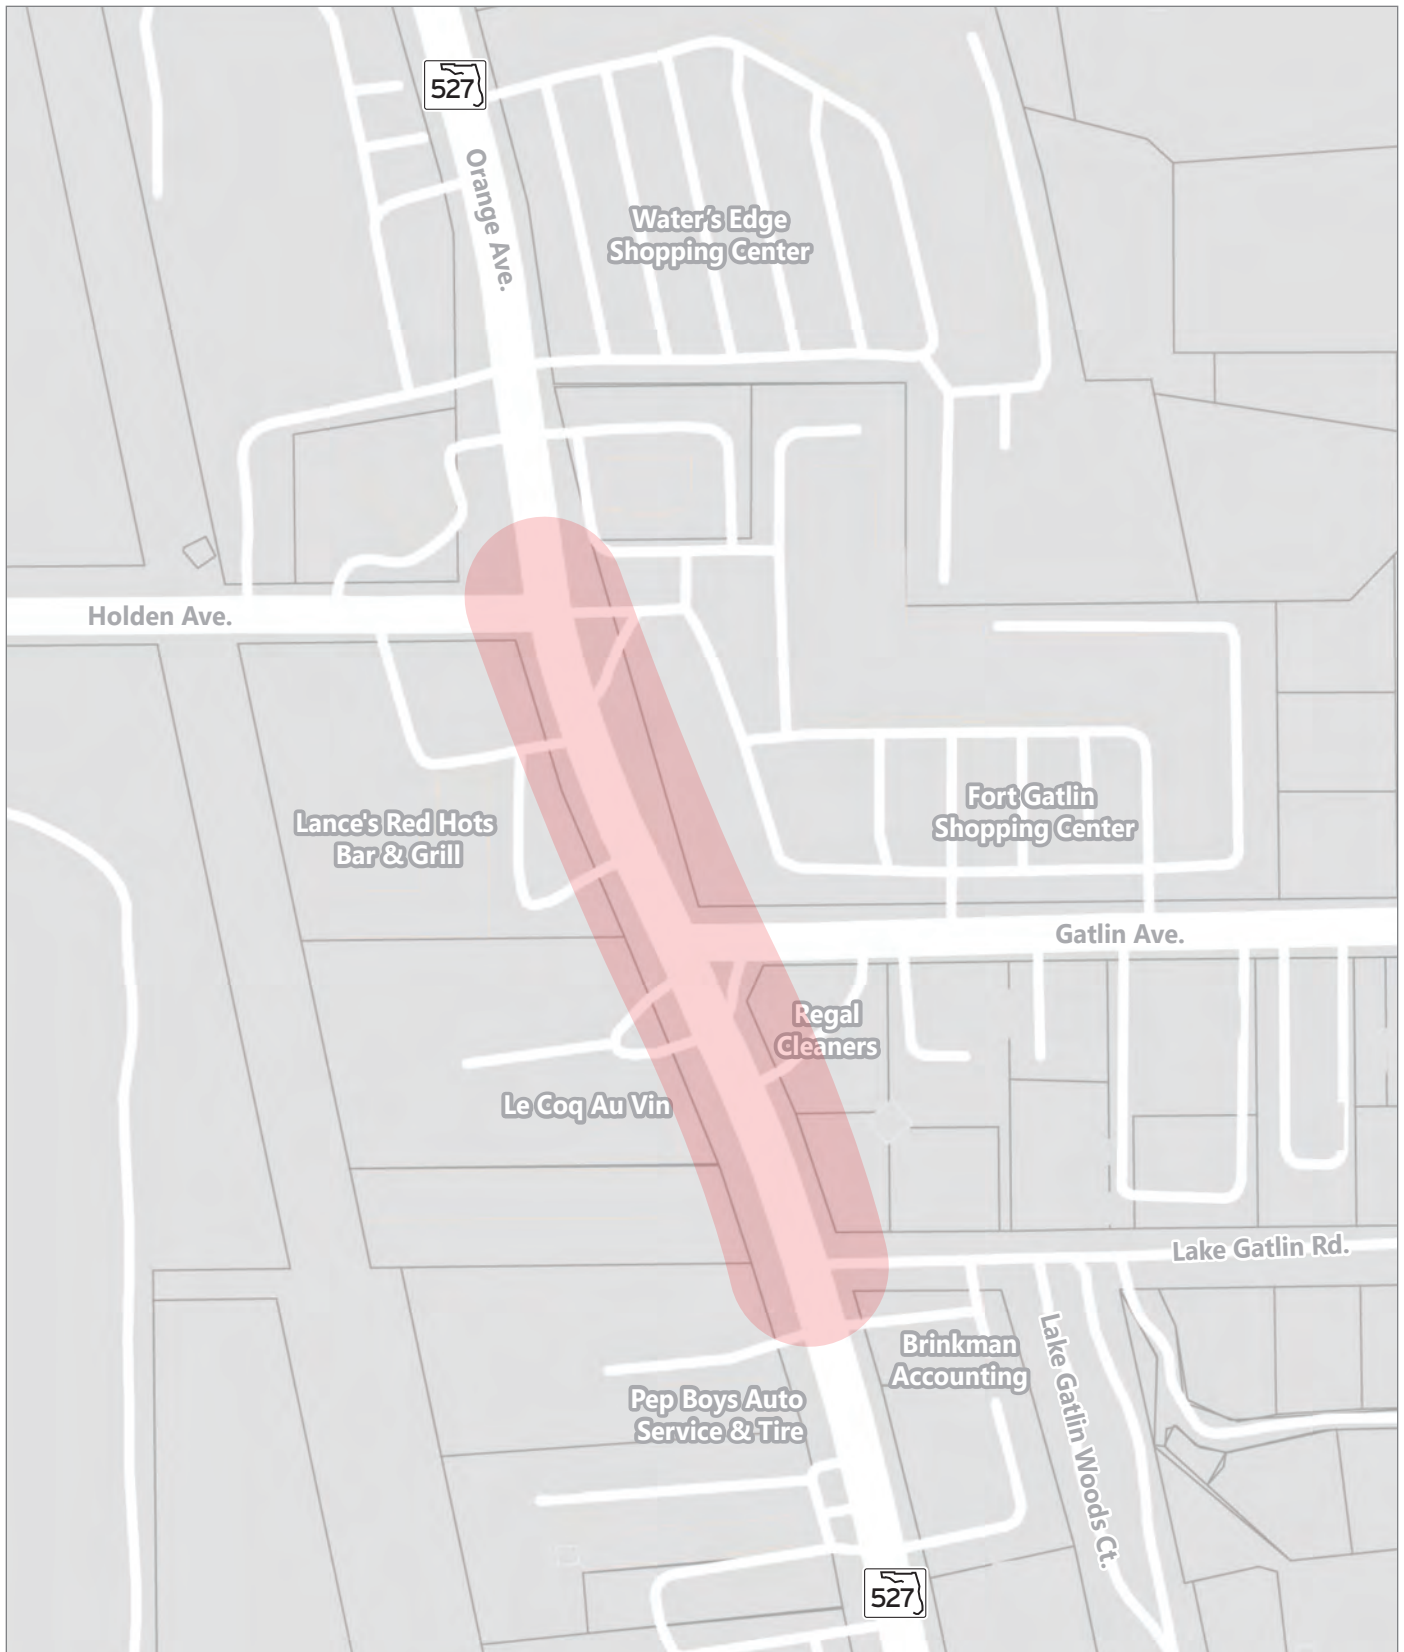 527
Orange Ave.
Water's Edge
Shopping Center
Holden Ave.
Fort Gatlin
Shopping Center
Lance's Red Hots
Bar & Grill
Gatlin Ave.
Regal
Cleaners
Le Coq Au Vin
Lake Gatlin Rd.
Brinkman
Accounting
Lake Gatlin Woods Ct.
Pep Boys Auto
Service & Tire
527